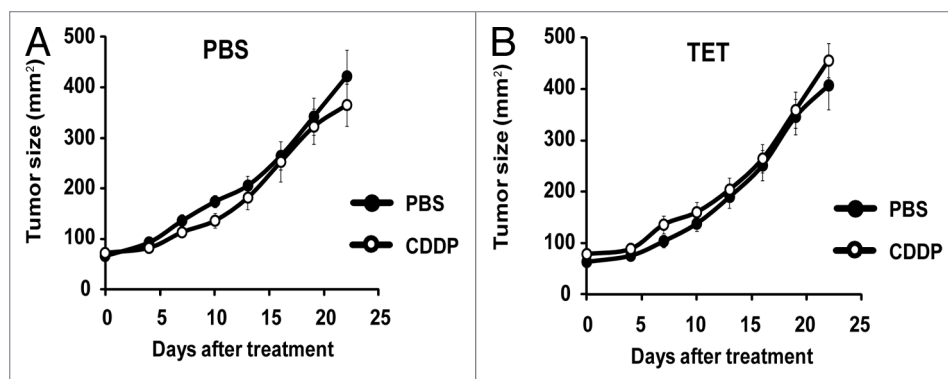 A
PBS
Tumor size (mm²)
500
400
300
200
100
0
0 5 10 15 20 25
Days after treatment
PBS
CDDP
B
TET
Tumor size (mm²)
500
400
300
200
100
0
0 5 10 15 20 25
Days after treatment
PBS
CDDP